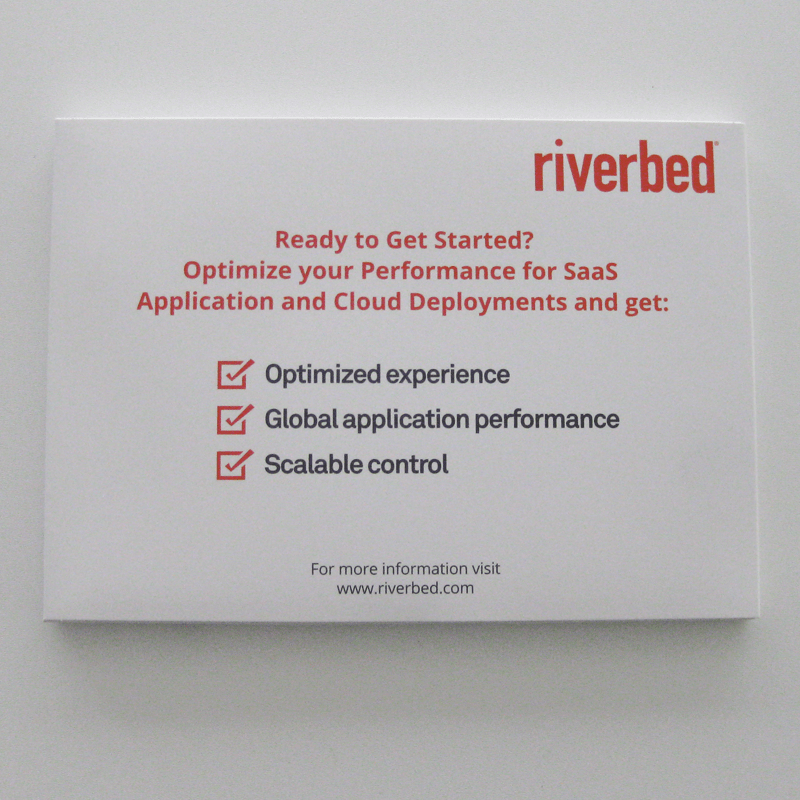 riverbed®
Ready to Get Started?
Optimize your Performance for SaaS
Application and Cloud Deployments and get:
Optimized experience
Global application performance
Scalable control
For more information visit
www.riverbed.com